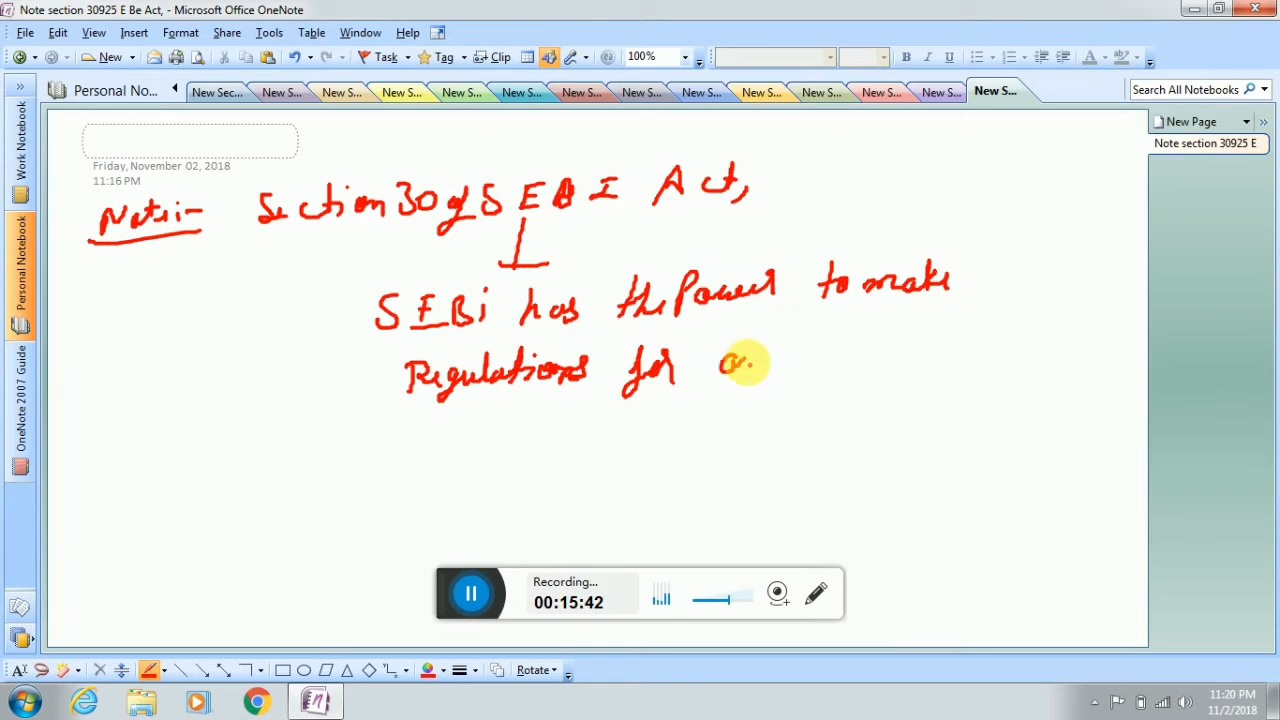 Note section 30925 E Be Act, - Microsoft Office OneNote
File Edit View Insert Format Share Tools Table Window Help
New Task Tag Clip 100% B I U A ab
Personal No... New Sec... New S... New S... New S... New S... New S... New S... New S... New S... New S... New S... New S... New S... New S... Search All Notebooks
New Page
Note section 30925 E
Work Notebook
Personal Notebook
OneNote 2007 Guide
Friday, November 02, 2018
11:16 PM
Note:- Section 30 of SEBI Act,
SEBi has the Power to make
Regulations for
Recording...
00:15:42
Rotate
11:20 PM
11/2/2018